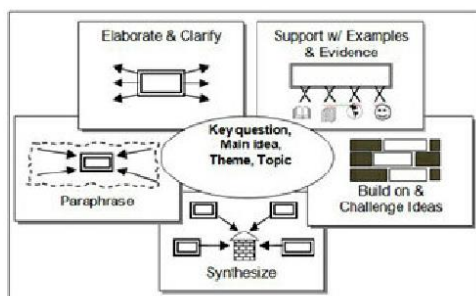 Elaborate & Clarify
Support w/ Examples
& Evidence
Key question,
Main idea,
Theme, Topic
Paraphrase
Build on &
Challenge Ideas
Synthesize